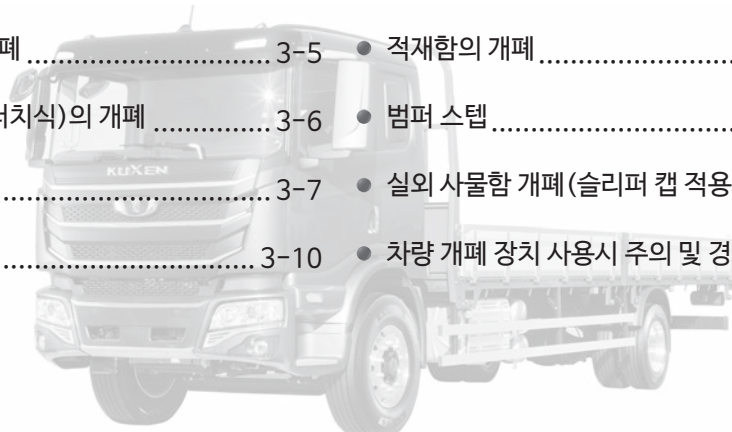 폐 ........................ 3-5
● 적재함의 개폐 ........................
터치식)의 개폐 ............ 3-6
● 범퍼 스텝 ........................
........................ 3-7
● 실외 사물함 개폐(슬리퍼 캡 적용
........................ 3-10
● 차량 개폐 장치 사용시 주의 및 경
KUXEN